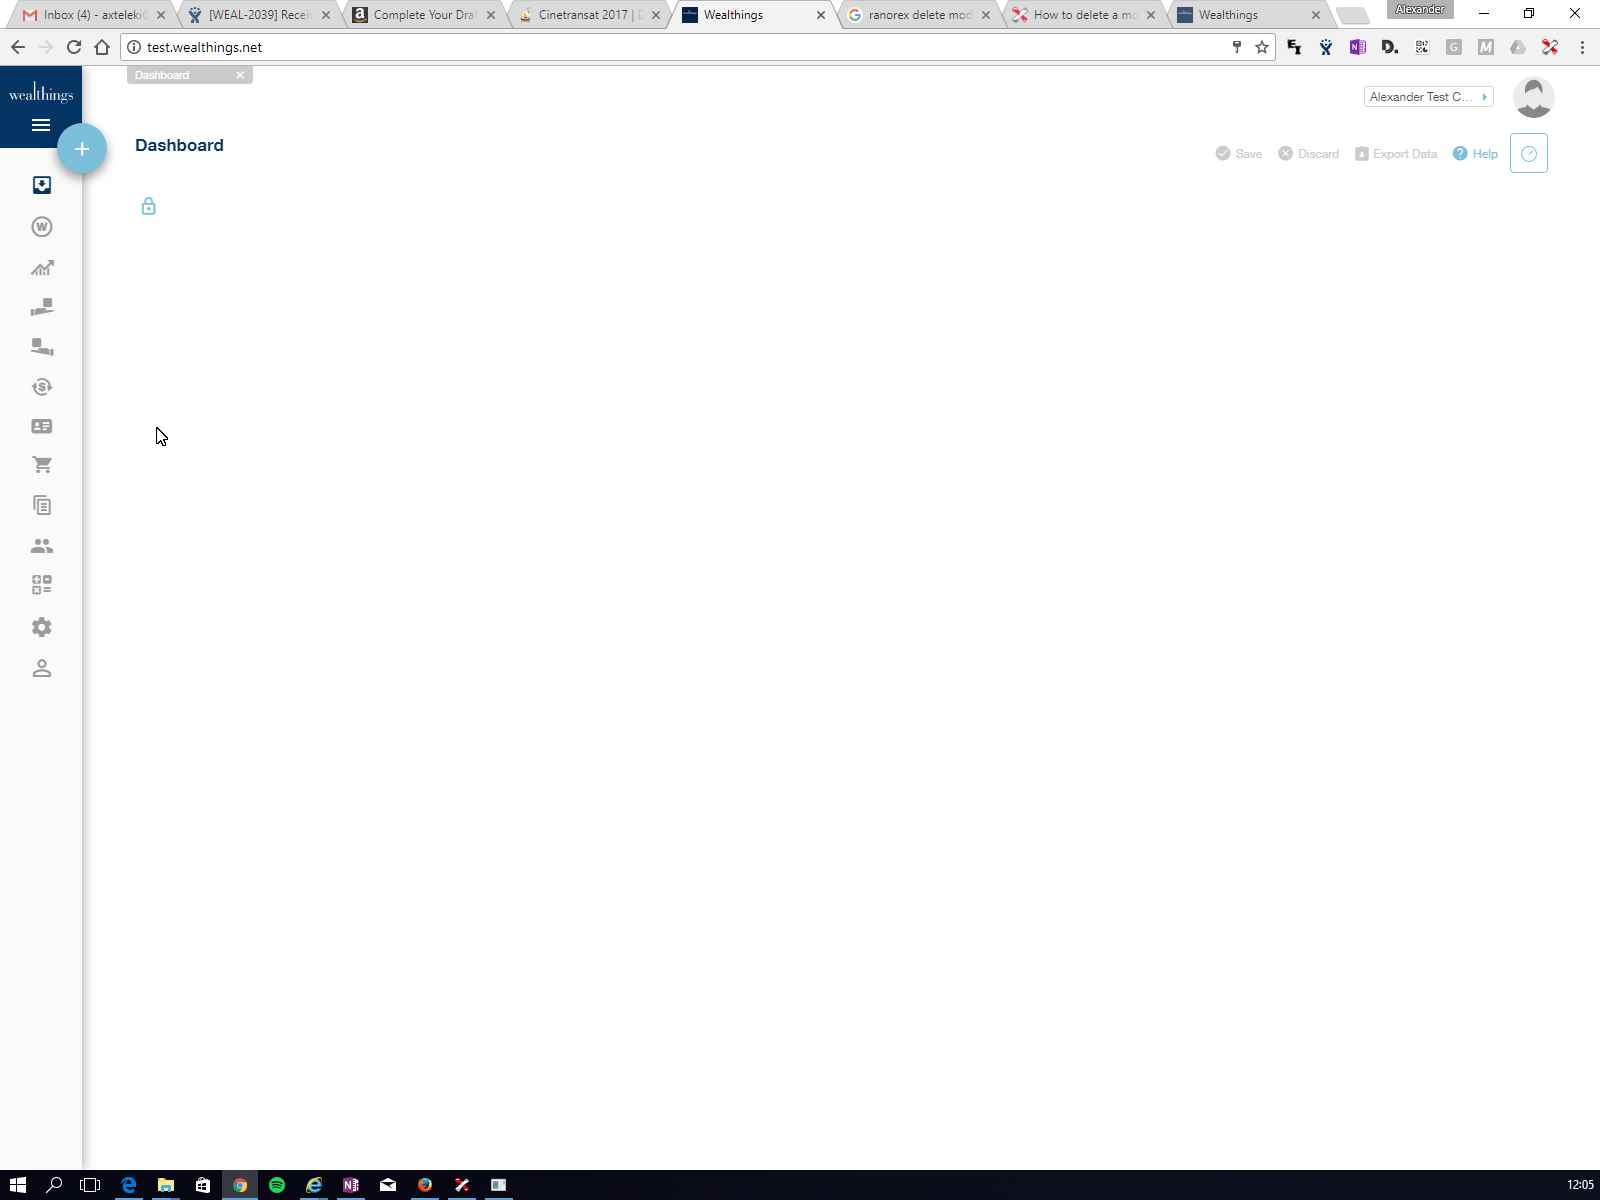 Inbox (4) - axteleki
[WEAL-2039] Recei
Complete Your Dra
Cinetransat 2017 | D
Wealthings
ranorex delete mod
How to delete a mo
Wealthings
Alexander
test.wealthings.net
wealthings
Dashboard
Alexander Test C...
Dashboard
Save
Discard
Export Data
Help
12:05